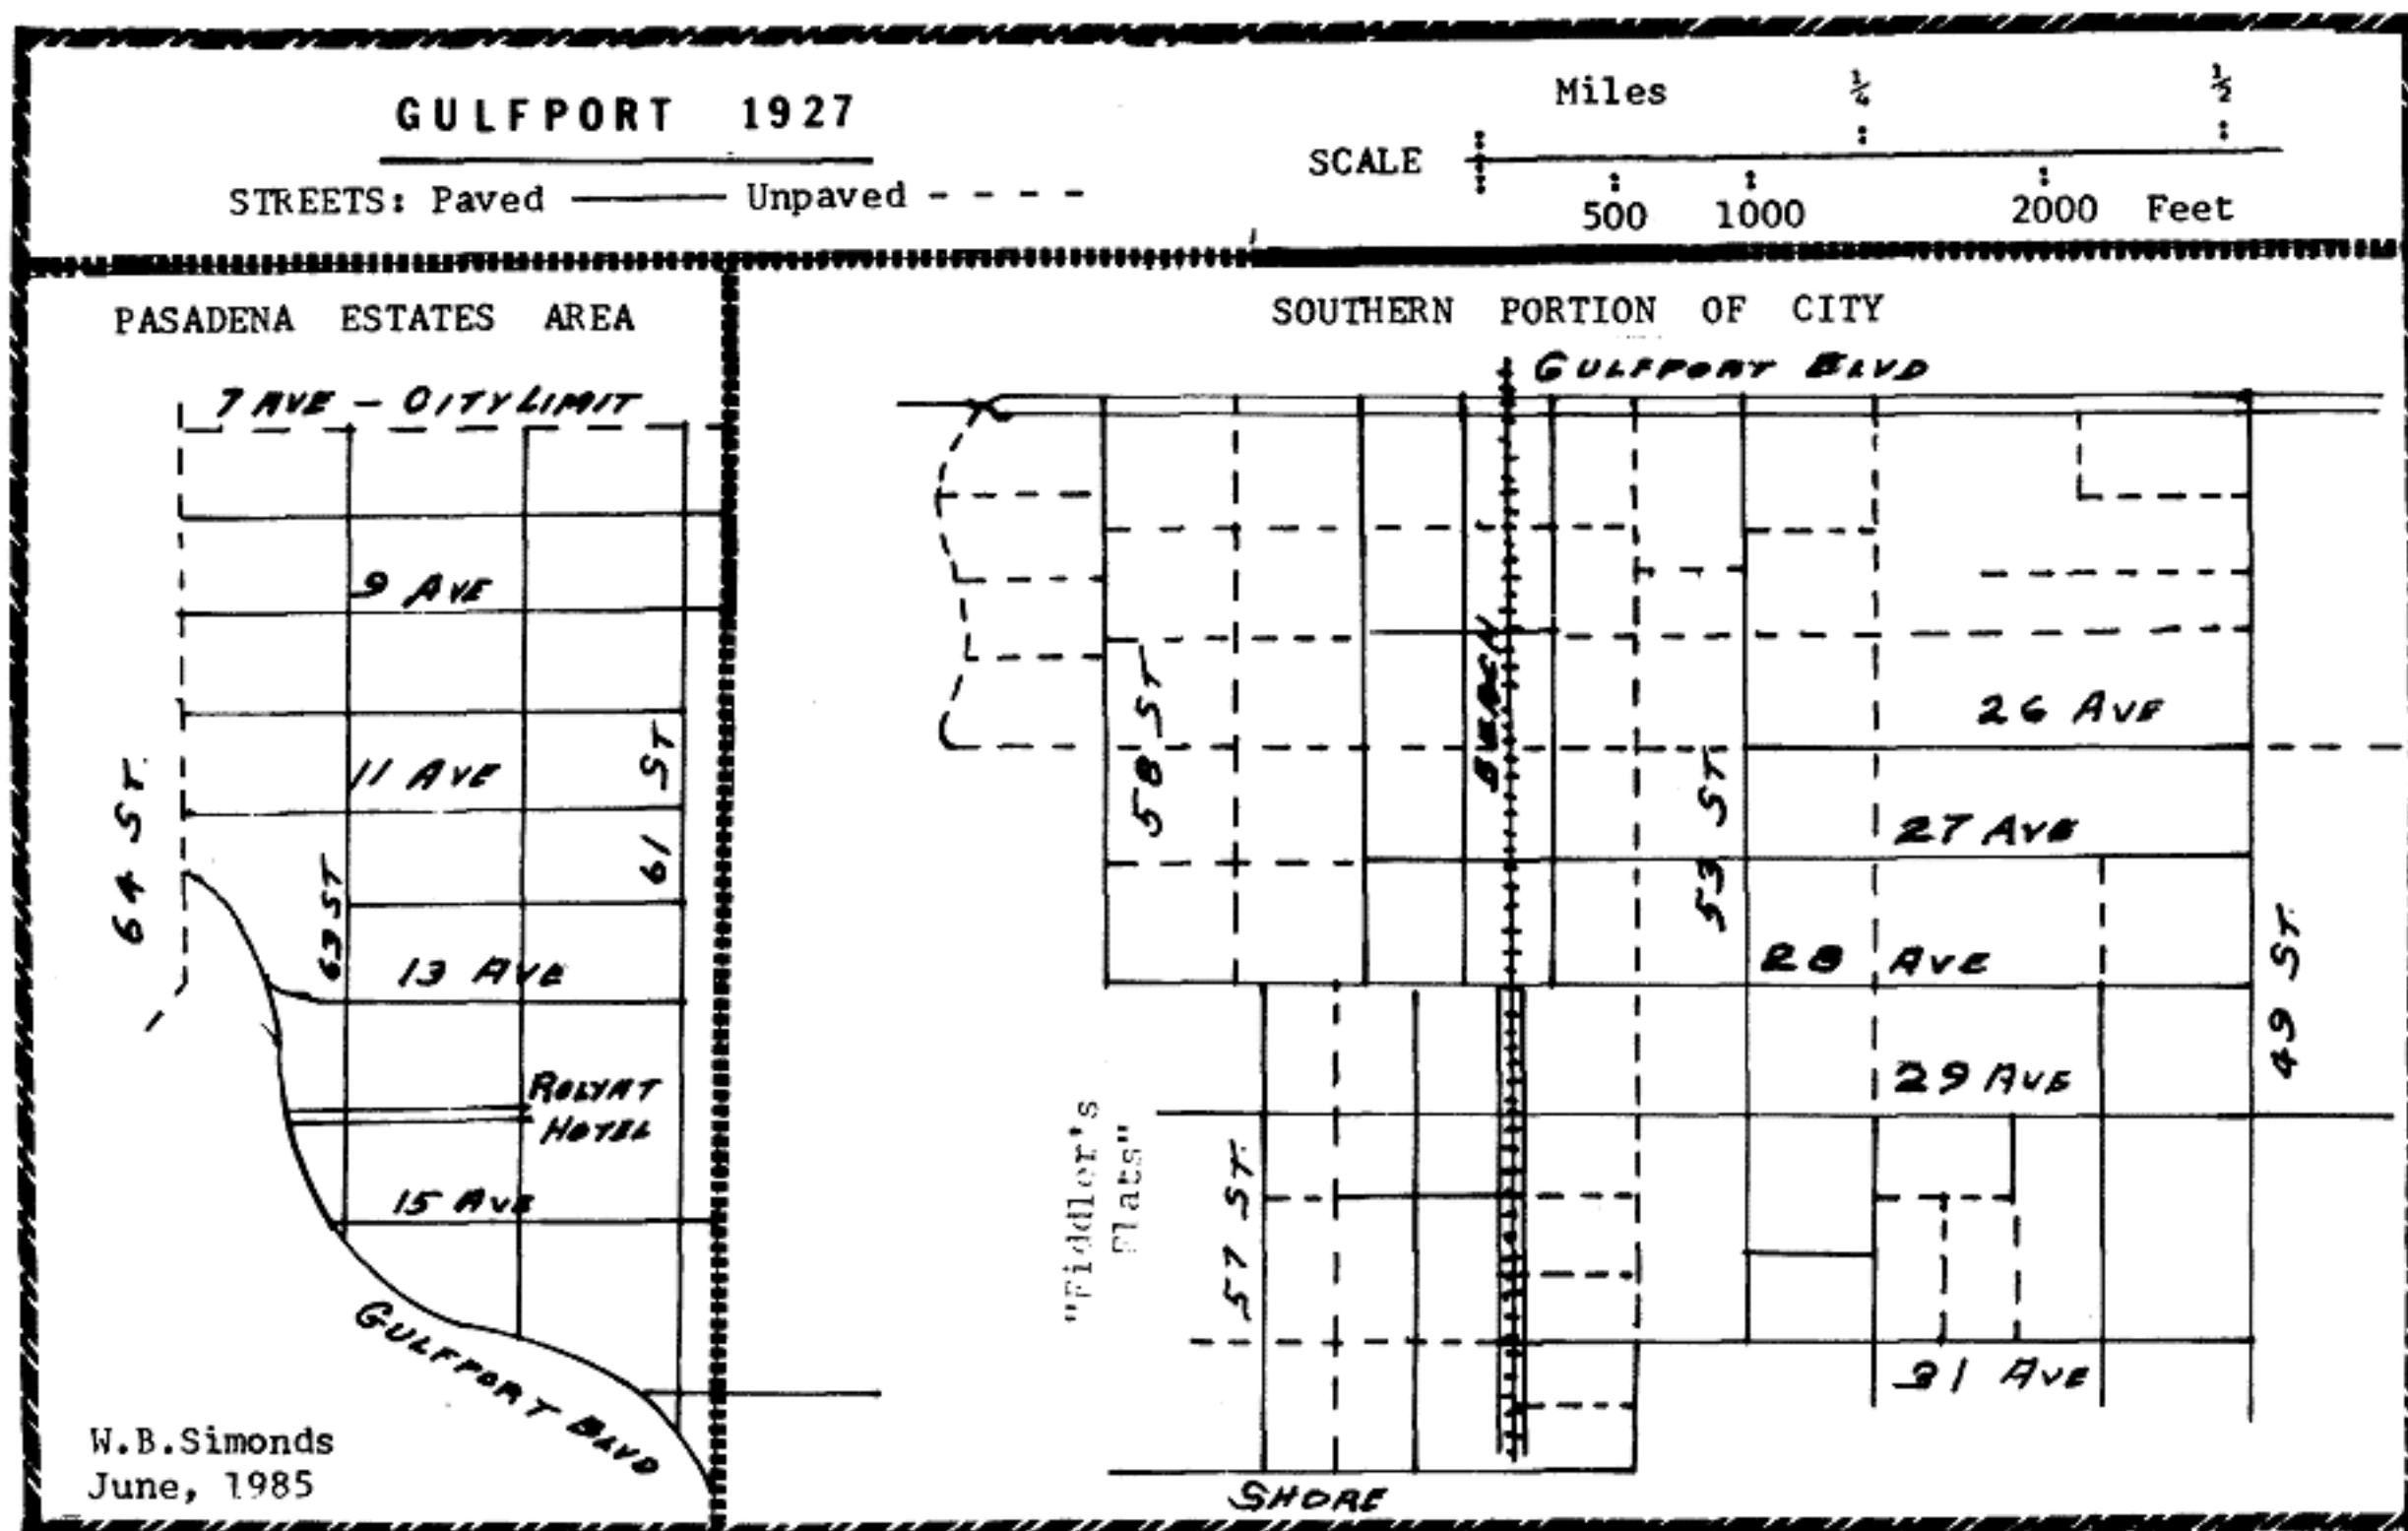 GULFPORT 1927
STREETS: Paved Unpaved
Miles ¼ ½
SCALE
500 1000 2000 Feet
PASADENA ESTATES AREA
7 AVE - CITY LIMIT
9 AVE
11 AVE
61 ST
64 ST.
63 ST
13 AVE
ROLYAT
HOTEL
15 AVE
GULFPORT BLVD
W.B.Simonds
June, 1985
SOUTHERN PORTION OF CITY
GULFPORT BLVD
58 ST
BEACH
26 AVE
53 ST
27 AVE
28 AVE
49 ST.
29 AVE
"Fiddler's
Flats"
57 ST.
31 AVE
SHORE